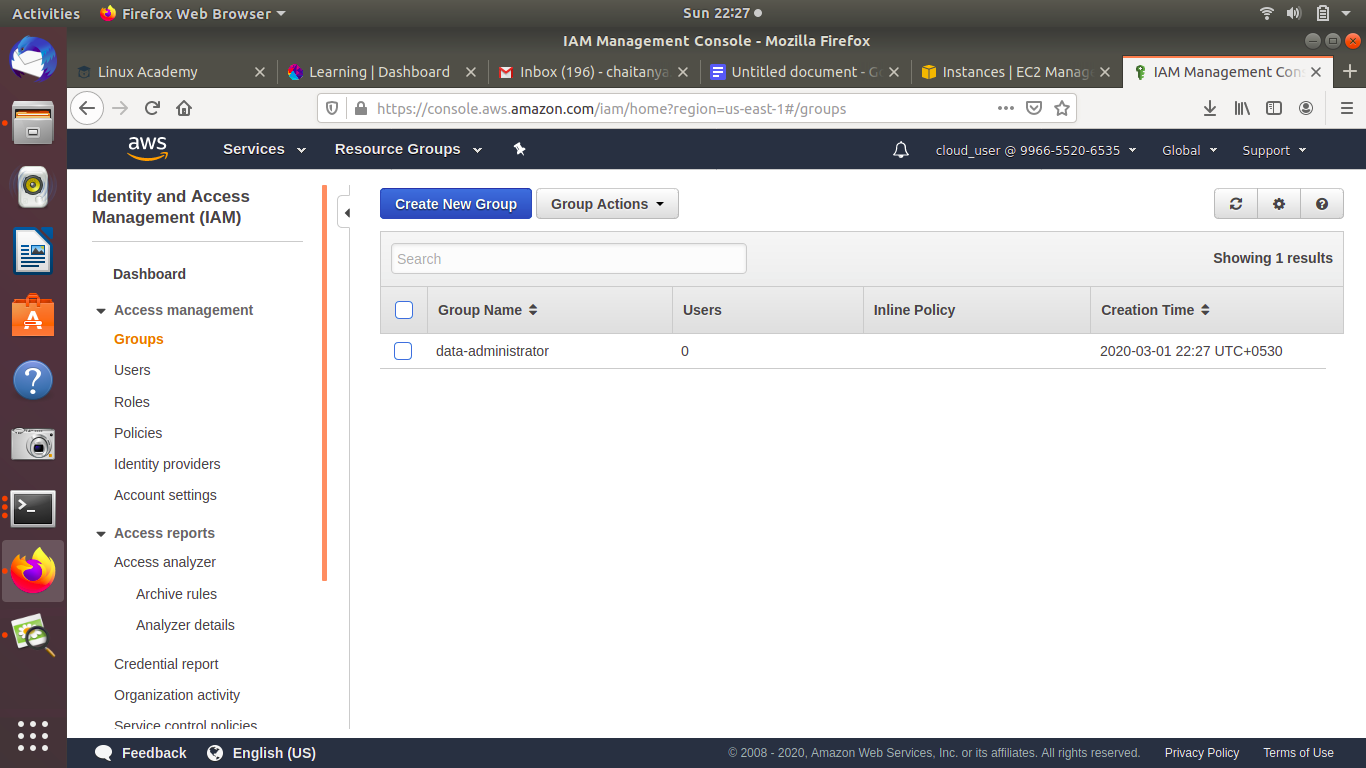 Activities Firefox Web Browser Sun 22:27
IAM Management Console - Mozilla Firefox
Linux Academy Learning | Dashboard Inbox (196) - chaitanya Untitled document - G Instances | EC2 Manag IAM Management Con
https://console.aws.amazon.com/iam/home?region=us-east-1#/groups
aws Services Resource Groups cloud_user @ 9966-5520-6535 Global Support
Identity and Access
Management (IAM)
Dashboard
Access management
Groups
Users
Roles
Policies
Identity providers
Account settings
Access reports
Access analyzer
Archive rules
Analyzer details
Credential report
Organization activity
Service control policies
Create New Group Group Actions
Search Showing 1 results
Group Name Users Inline Policy Creation Time
data-administrator 0 2020-03-01 22:27 UTC+0530
Feedback English (US) © 2008 - 2020, Amazon Web Services, Inc. or its affiliates. All rights reserved. Privacy Policy Terms of Use